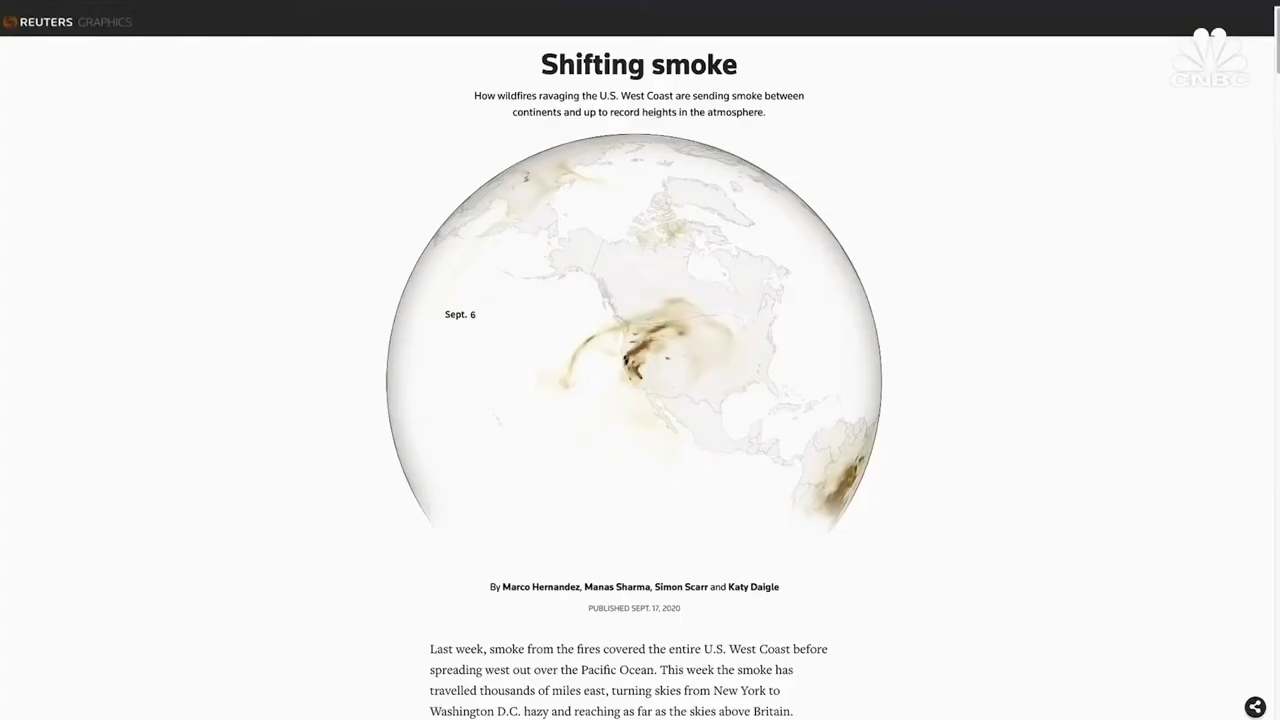 REUTERS GRAPHICS
CNBC
Shifting smoke
How wildfires ravaging the U.S. West Coast are sending smoke between
continents and up to record heights in the atmosphere.
Sept. 6
By Marco Hernandez, Manas Sharma, Simon Scarr and Katy Daigle
PUBLISHED SEPT. 17, 2020
Last week, smoke from the fires covered the entire U.S. West Coast before
spreading west out over the Pacific Ocean. This week the smoke has
travelled thousands of miles east, turning skies from New York to
Washington D.C. hazy and reaching as far as the skies above Britain.